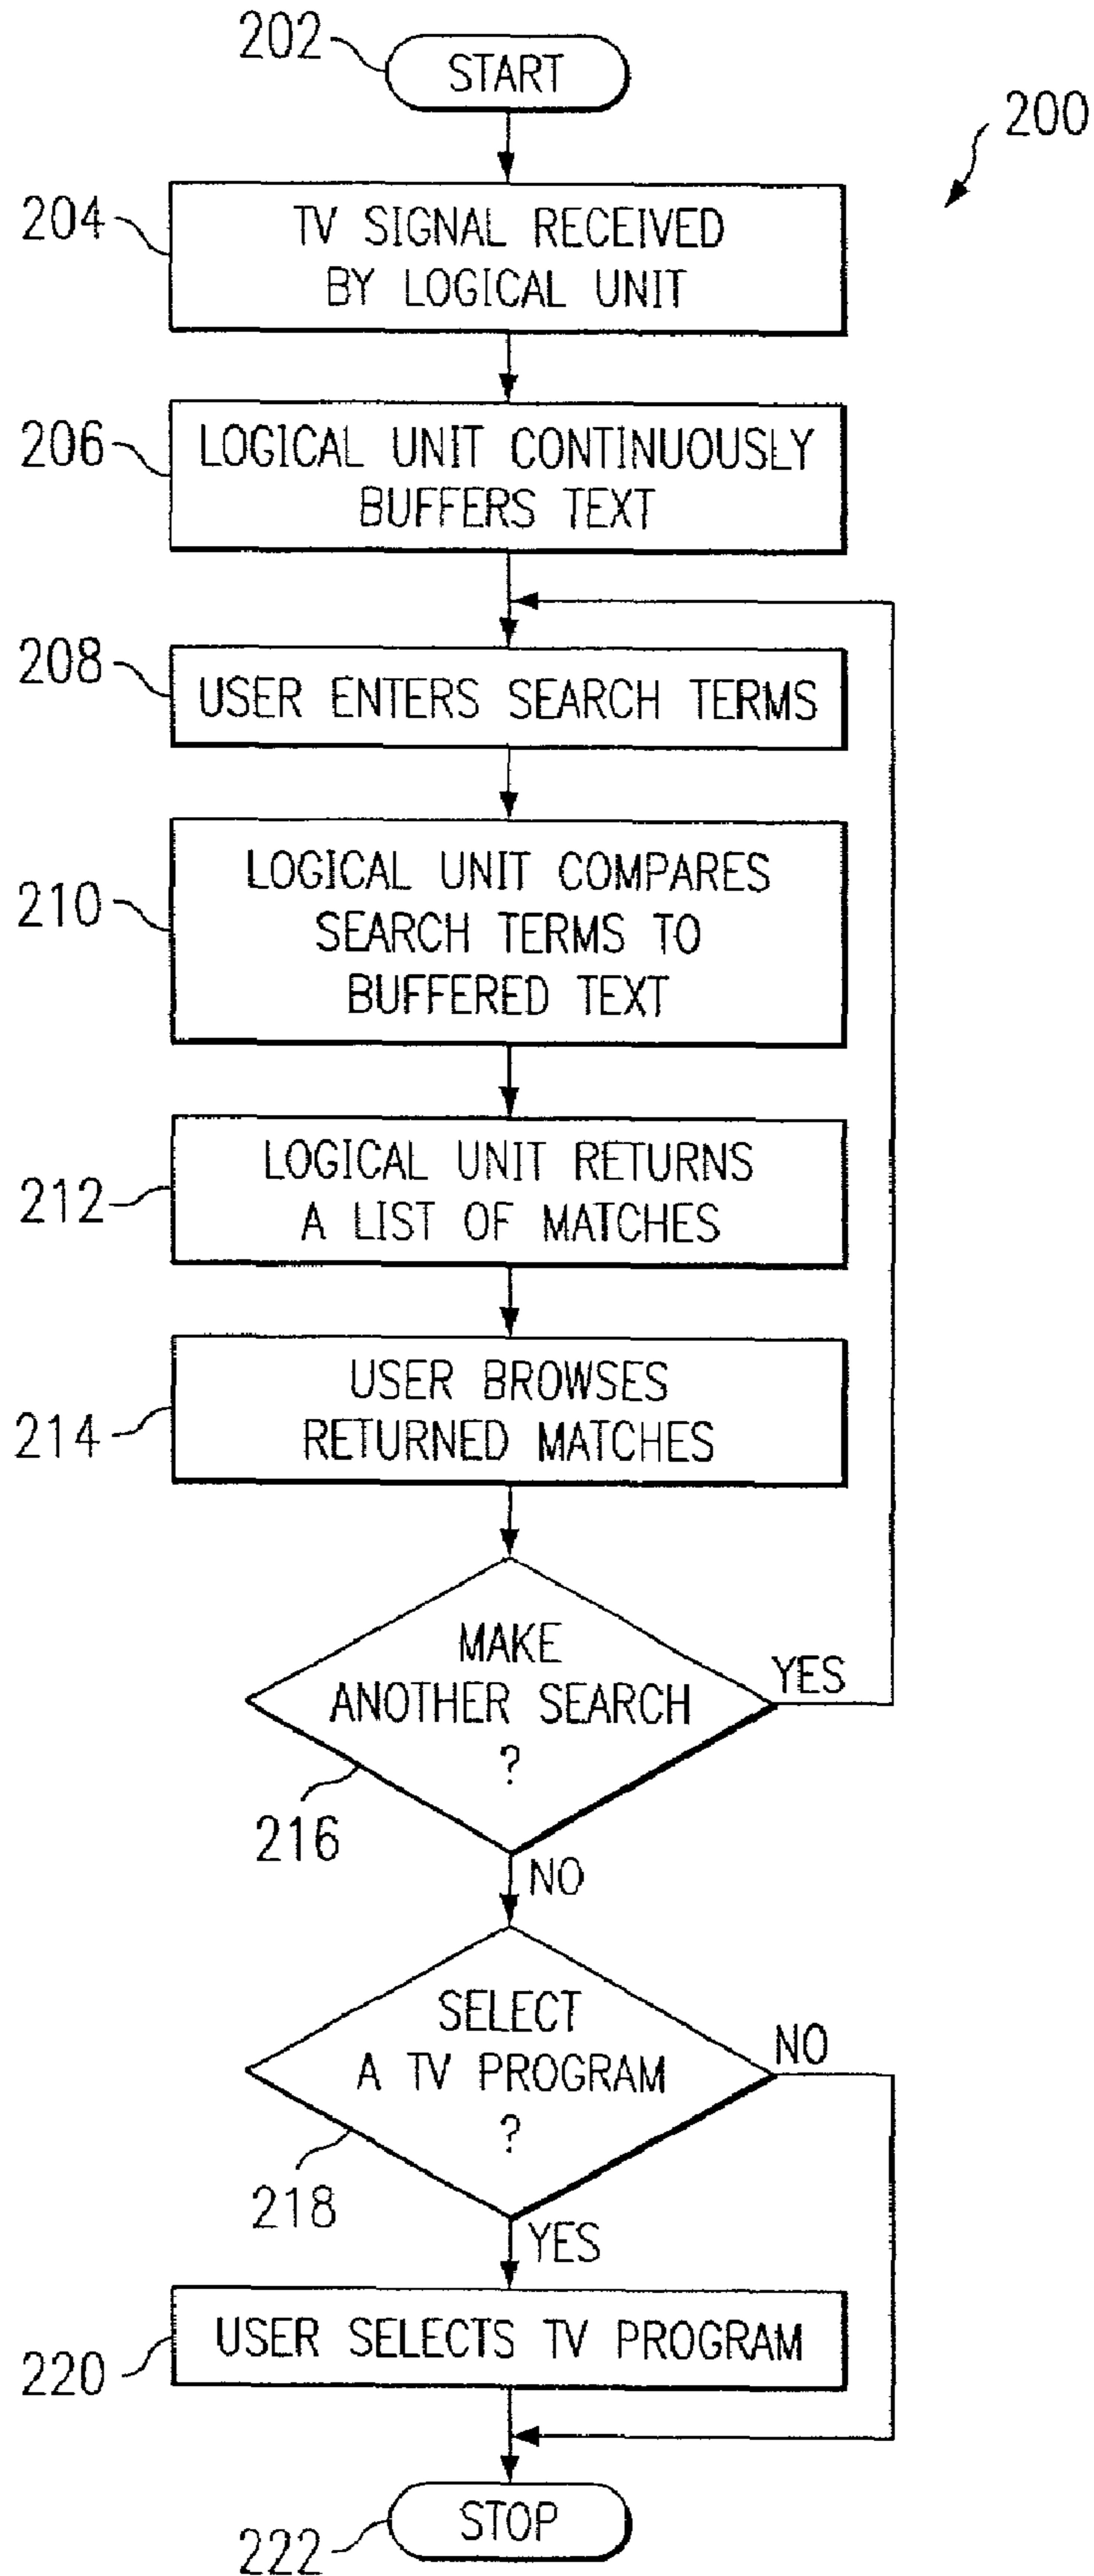 202
START
200
204
TV SIGNAL RECEIVED
BY LOGICAL UNIT
206
LOGICAL UNIT CONTINUOUSLY
BUFFERS TEXT
208
USER ENTERS SEARCH TERMS
210
LOGICAL UNIT COMPARES
SEARCH TERMS TO
BUFFERED TEXT
212
LOGICAL UNIT RETURNS
A LIST OF MATCHES
214
USER BROWSES
RETURNED MATCHES
MAKE
ANOTHER SEARCH
?
YES
216
NO
SELECT
A TV PROGRAM
?
NO
218
YES
220
USER SELECTS TV PROGRAM
222
STOP